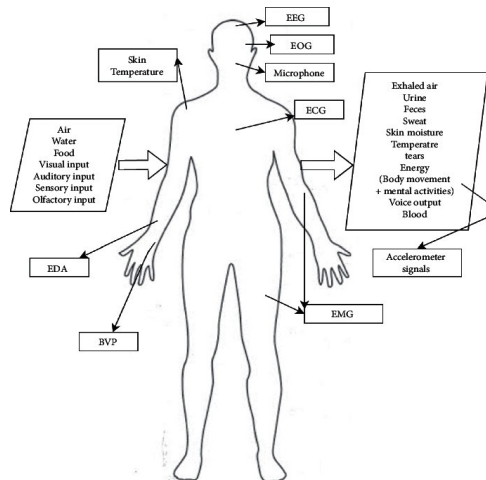 EEG
EOG
Microphone
Skin
Temperature
ECG
Air
Water
Food
Visual input
Auditory input
Sensory input
Olfactory input
Exhaled air
Urine
Feces
Sweat
Skin moisture
Temperatre
tears
Energy
(Body movement
+ mental activities)
Voice output
Blood
EDA
Accelerometer
signals
BVP
EMG